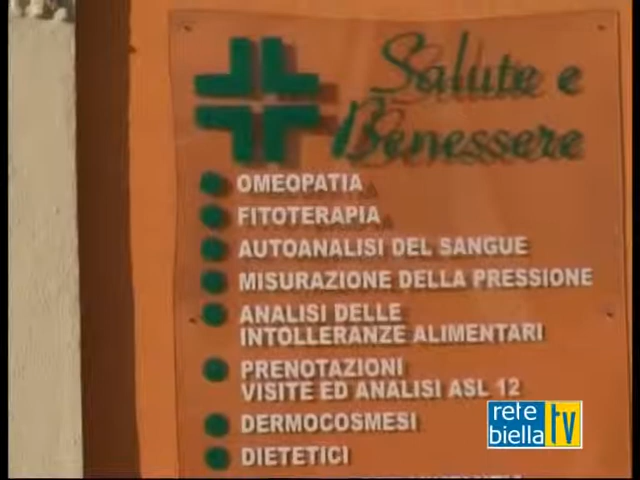 Salute e
Benessere
OMEOPATIA
FITOTERAPIA
AUTOANALISI DEL SANGUE
MISURAZIONE DELLA PRESSIONE
ANALISI DELLE
INTOLLERANZE ALIMENTARI
PRENOTAZIONI
VISITE ED ANALISI ASL 12
DERMOCOSMESI
DIETETICI
rete
biella tv